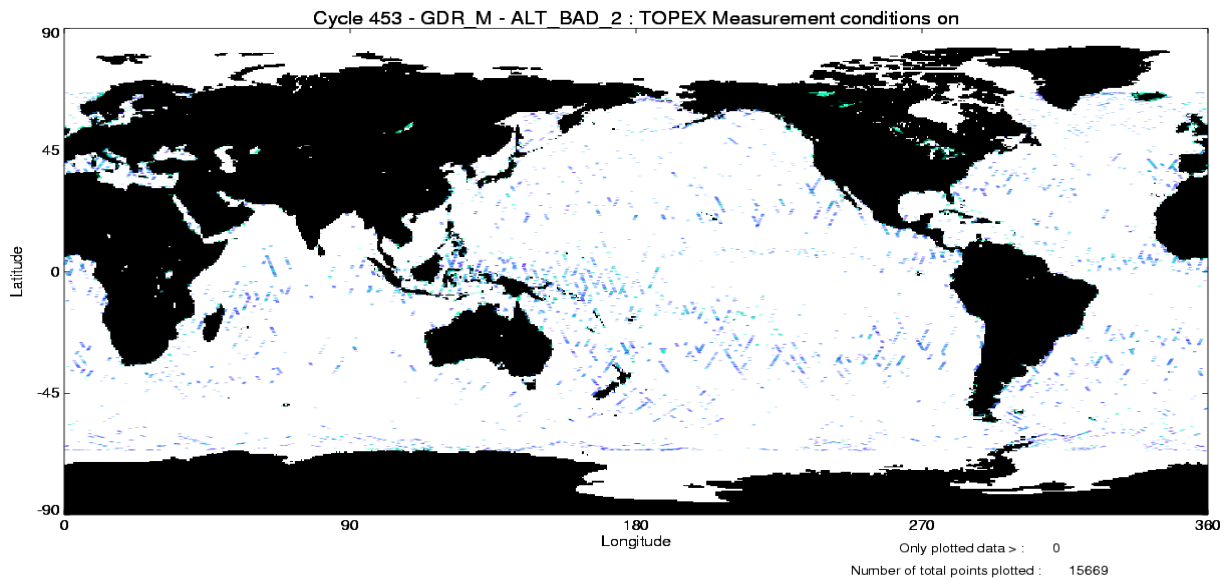 Cycle 453 - GDR_M - ALT_BAD_2 : TOPEX Measurement conditions on
90
45
0
-45
-90
Latitude
0 90 180 270 360
Longitude
Only plotted data > : 0
Number of total points plotted : 15669